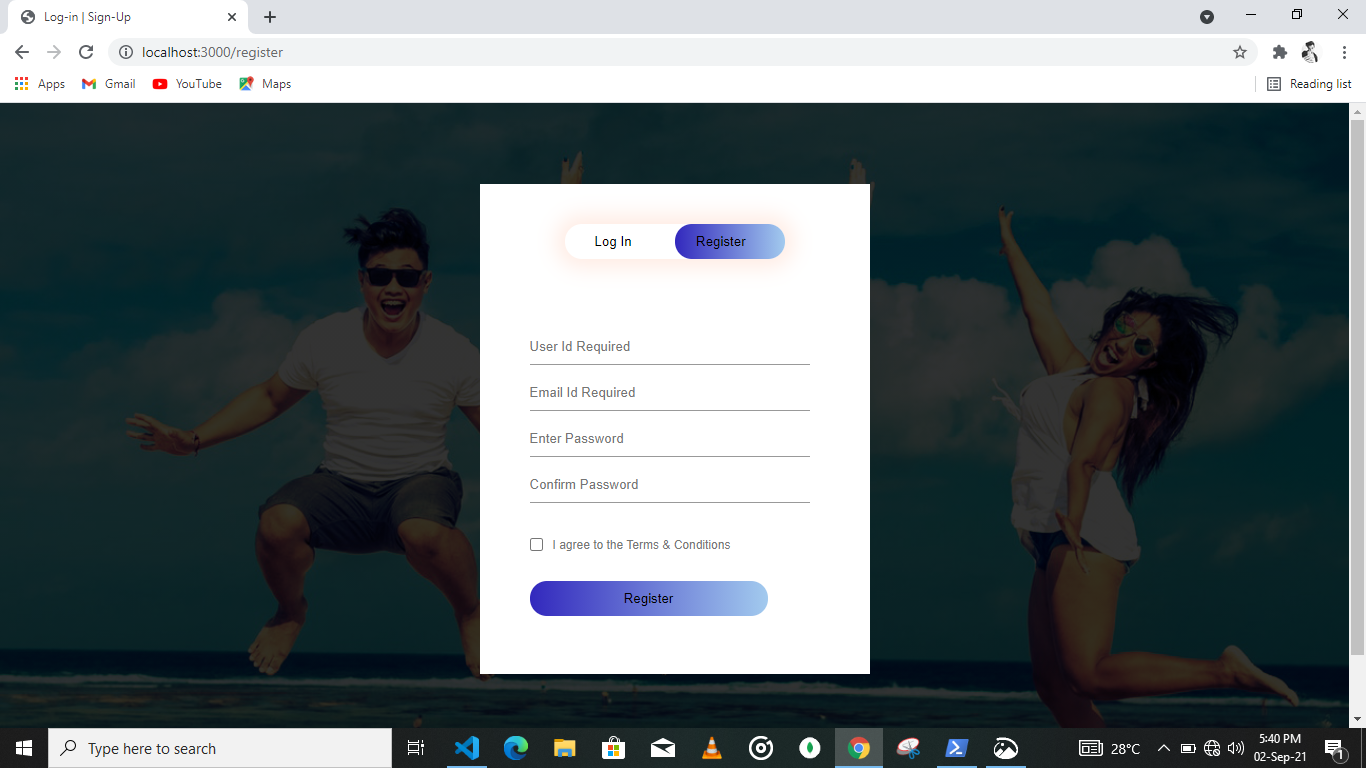 Log-in | Sign-Up
localhost:3000/register
Apps Gmail YouTube Maps Reading list
Log In Register
User Id Required
Email Id Required
Enter Password
Confirm Password
I agree to the Terms & Conditions
Register
Type here to search
28°C
5:40 PM
02-Sep-21
1